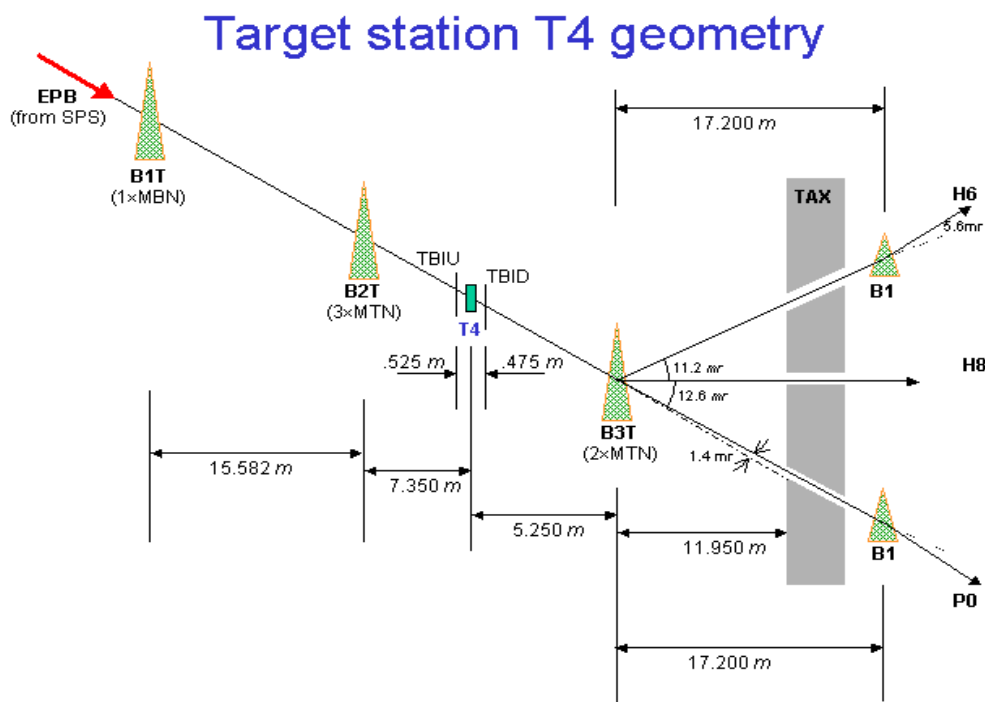 Target station T4 geometry
EPB
(from SPS)
B1T
(1×MBN)
B2T
(3×MTN)
TBIU
TBID
T4
.525 m
.475 m
17.200 m
TAX
H6
5.6mr
B1
11.2 mr
H8
12.6 mr
B3T
(2×MTN)
1.4 mr
15.582 m
7.350 m
5.250 m
11.950 m
B1
P0
17.200 m